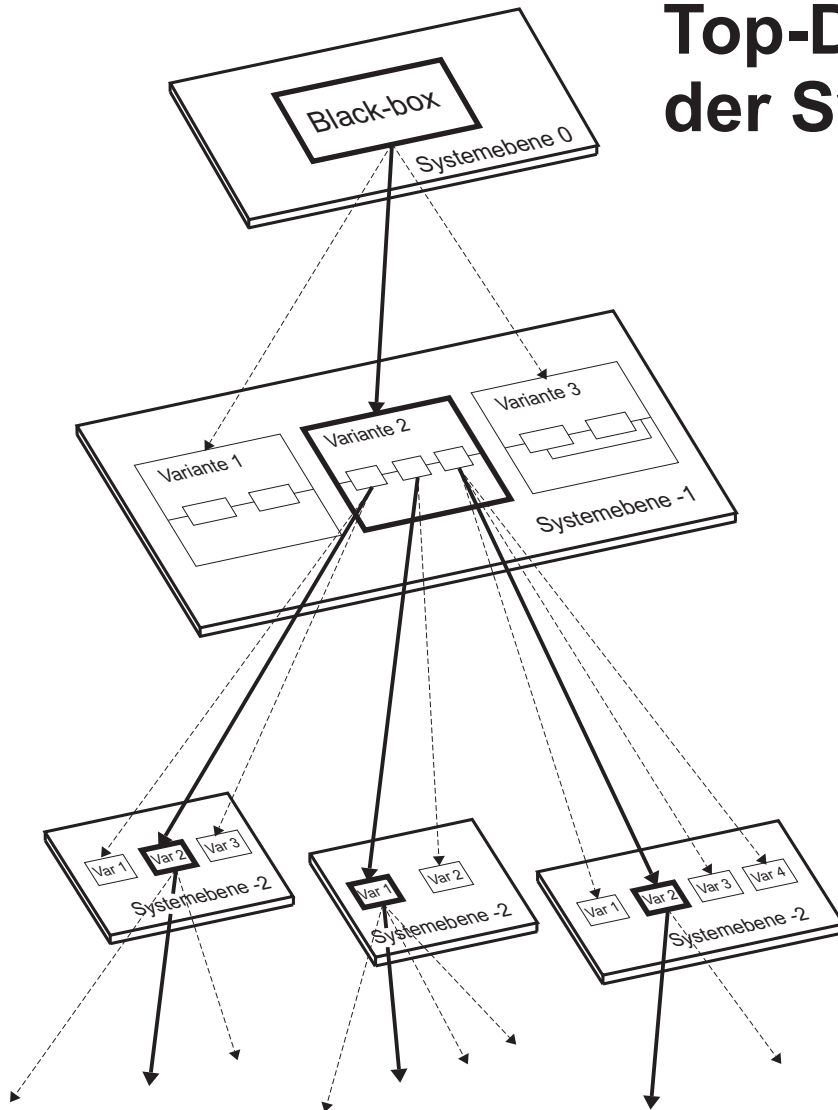 Top-D
der Sy
Black-box
Systemebene 0
Variante 1
Variante 2
Variante 3
Systemebene -1
Var 1
Var 2
Var 3
Systemebene -2
Var 1
Var 2
Systemebene -2
Var 1
Var 2
Var 3
Var 4
Systemebene -2